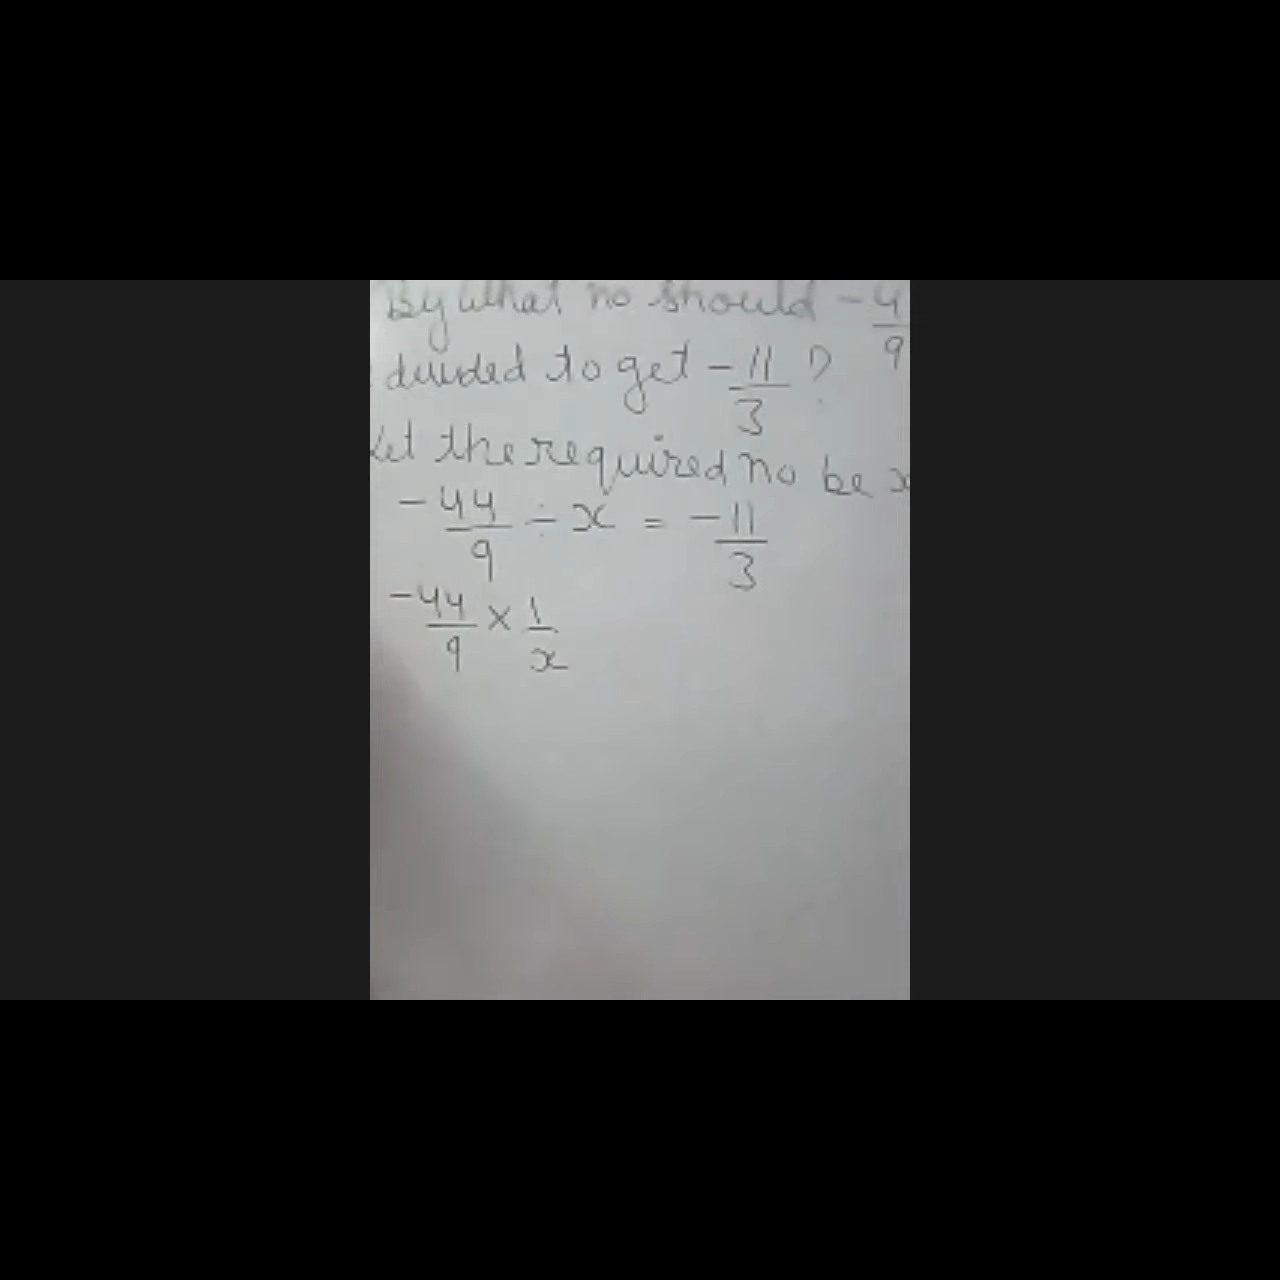 By what no should -4/9
divided to get -11/3 ?
Let the required no be x
-44/9 ÷ x = -11/3
-44/9 × 1/x